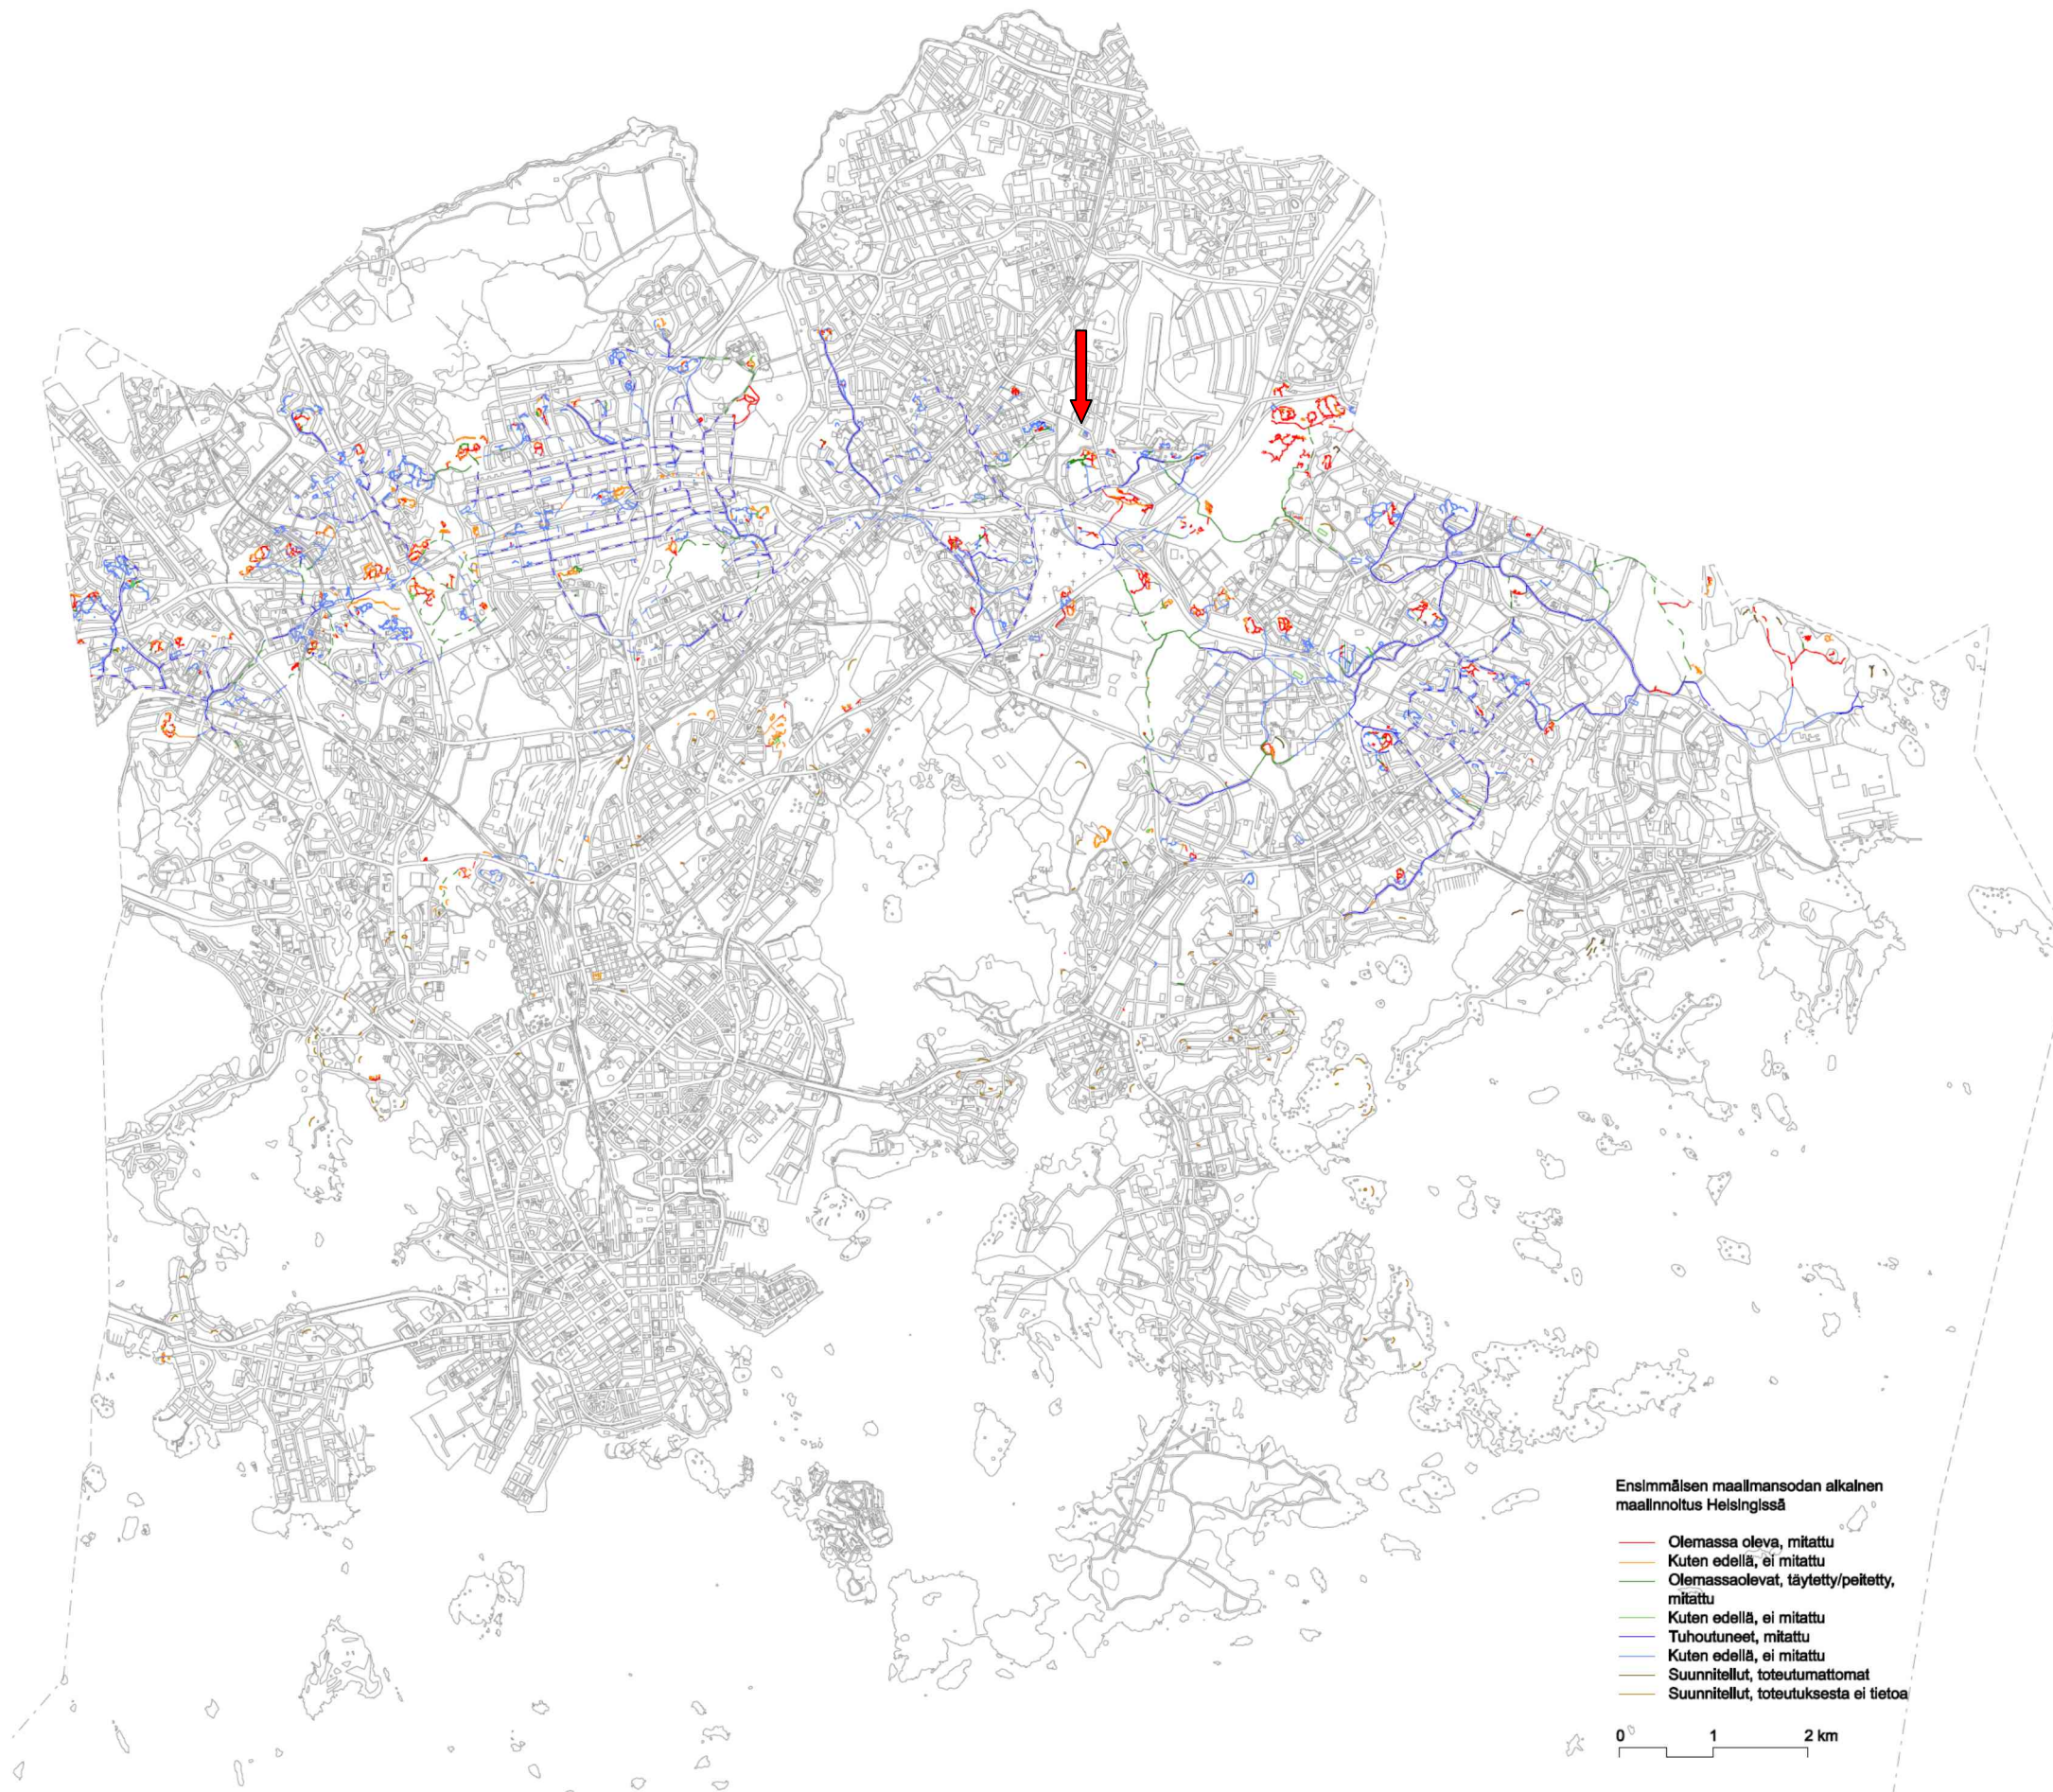 Ensimmäisen maailmansodan aikainen
maalinnoitus Helsingissä
Olemassa oleva, mitattu
Kuten edellä, ei mitattu
Olemassaolevat, täytetty/peitetty,
mitattu
Kuten edellä, ei mitattu
Tuhoutuneet, mitattu
Kuten edellä, ei mitattu
Suunnitellut, toteutumattomat
Suunnitellut, toteutuksesta ei tietoa
0 1 2 km